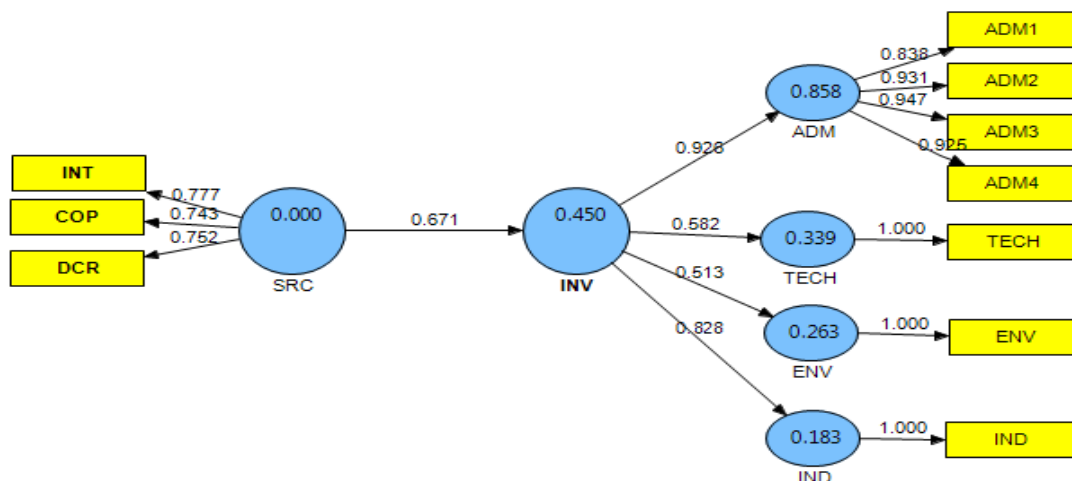 ADM1
0.838
0.931
ADM2
0.858
0.947
ADM
ADM3
0.925
0.926
ADM4
INT
0.777
COP
0.743
0.000
0.671
0.450
0.582
0.339
1.000
TECH
0.752
DCR
SRC
INV
TECH
0.513
0.828
0.263
1.000
ENV
ENV
0.183
1.000
IND
IND